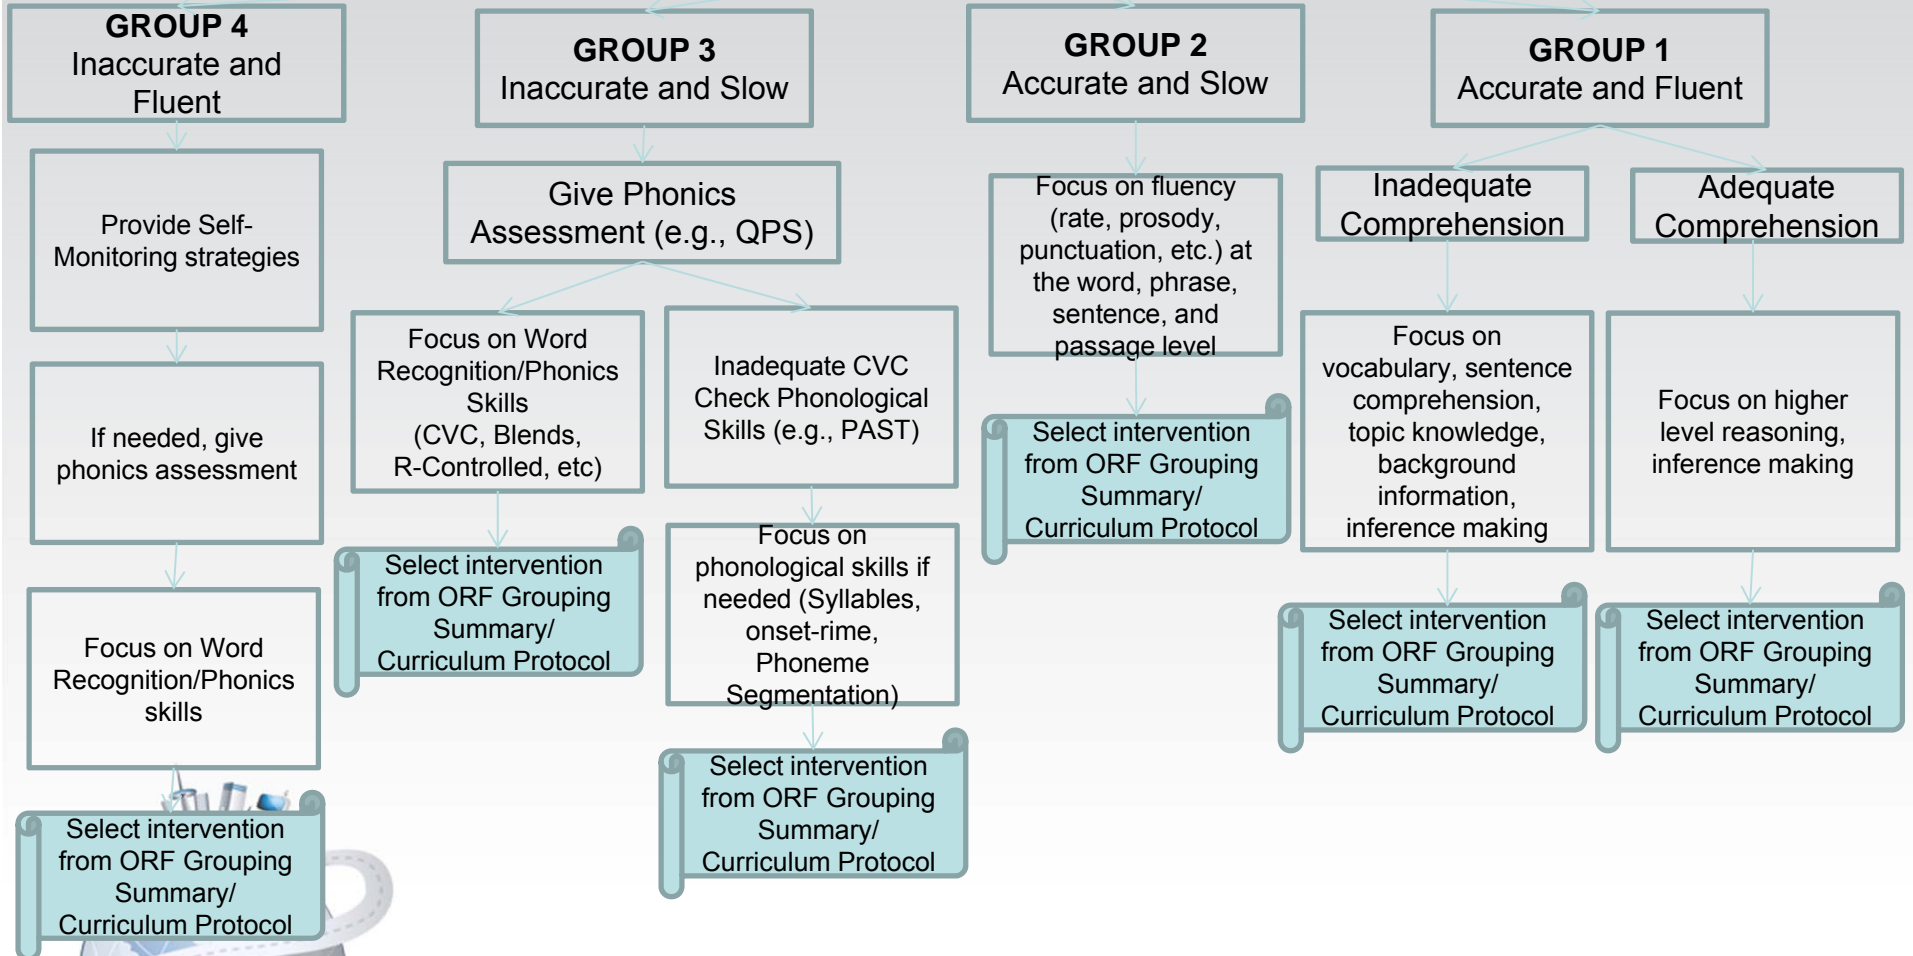 GROUP 4
Inaccurate and
Fluent
Provide Self-
Monitoring strategies
If needed, give
phonics assessment
Focus on Word
Recognition/Phonics
skills
Select intervention
from ORF Grouping
Summary/
Curriculum Protocol
GROUP 3
Inaccurate and Slow
Give Phonics
Assessment (e.g., QPS)
Focus on Word
Recognition/Phonics
Skills
(CVC, Blends,
R-Controlled, etc)
Select intervention
from ORF Grouping
Summary/
Curriculum Protocol
Inadequate CVC
Check Phonological
Skills (e.g., PAST)
Focus on
phonological skills if
needed (Syllables,
onset-rime,
Phoneme
Segmentation)
Select intervention
from ORF Grouping
Summary/
Curriculum Protocol
GROUP 2
Accurate and Slow
Focus on fluency
(rate, prosody,
punctuation, etc.) at
the word, phrase,
sentence, and
passage level
Select intervention
from ORF Grouping
Summary/
Curriculum Protocol
GROUP 1
Accurate and Fluent
Inadequate
Comprehension
Focus on
vocabulary, sentence
comprehension,
topic knowledge,
background
information,
inference making
Select intervention
from ORF Grouping
Summary/
Curriculum Protocol
Adequate
Comprehension
Focus on higher
level reasoning,
inference making
Select intervention
from ORF Grouping
Summary/
Curriculum Protocol